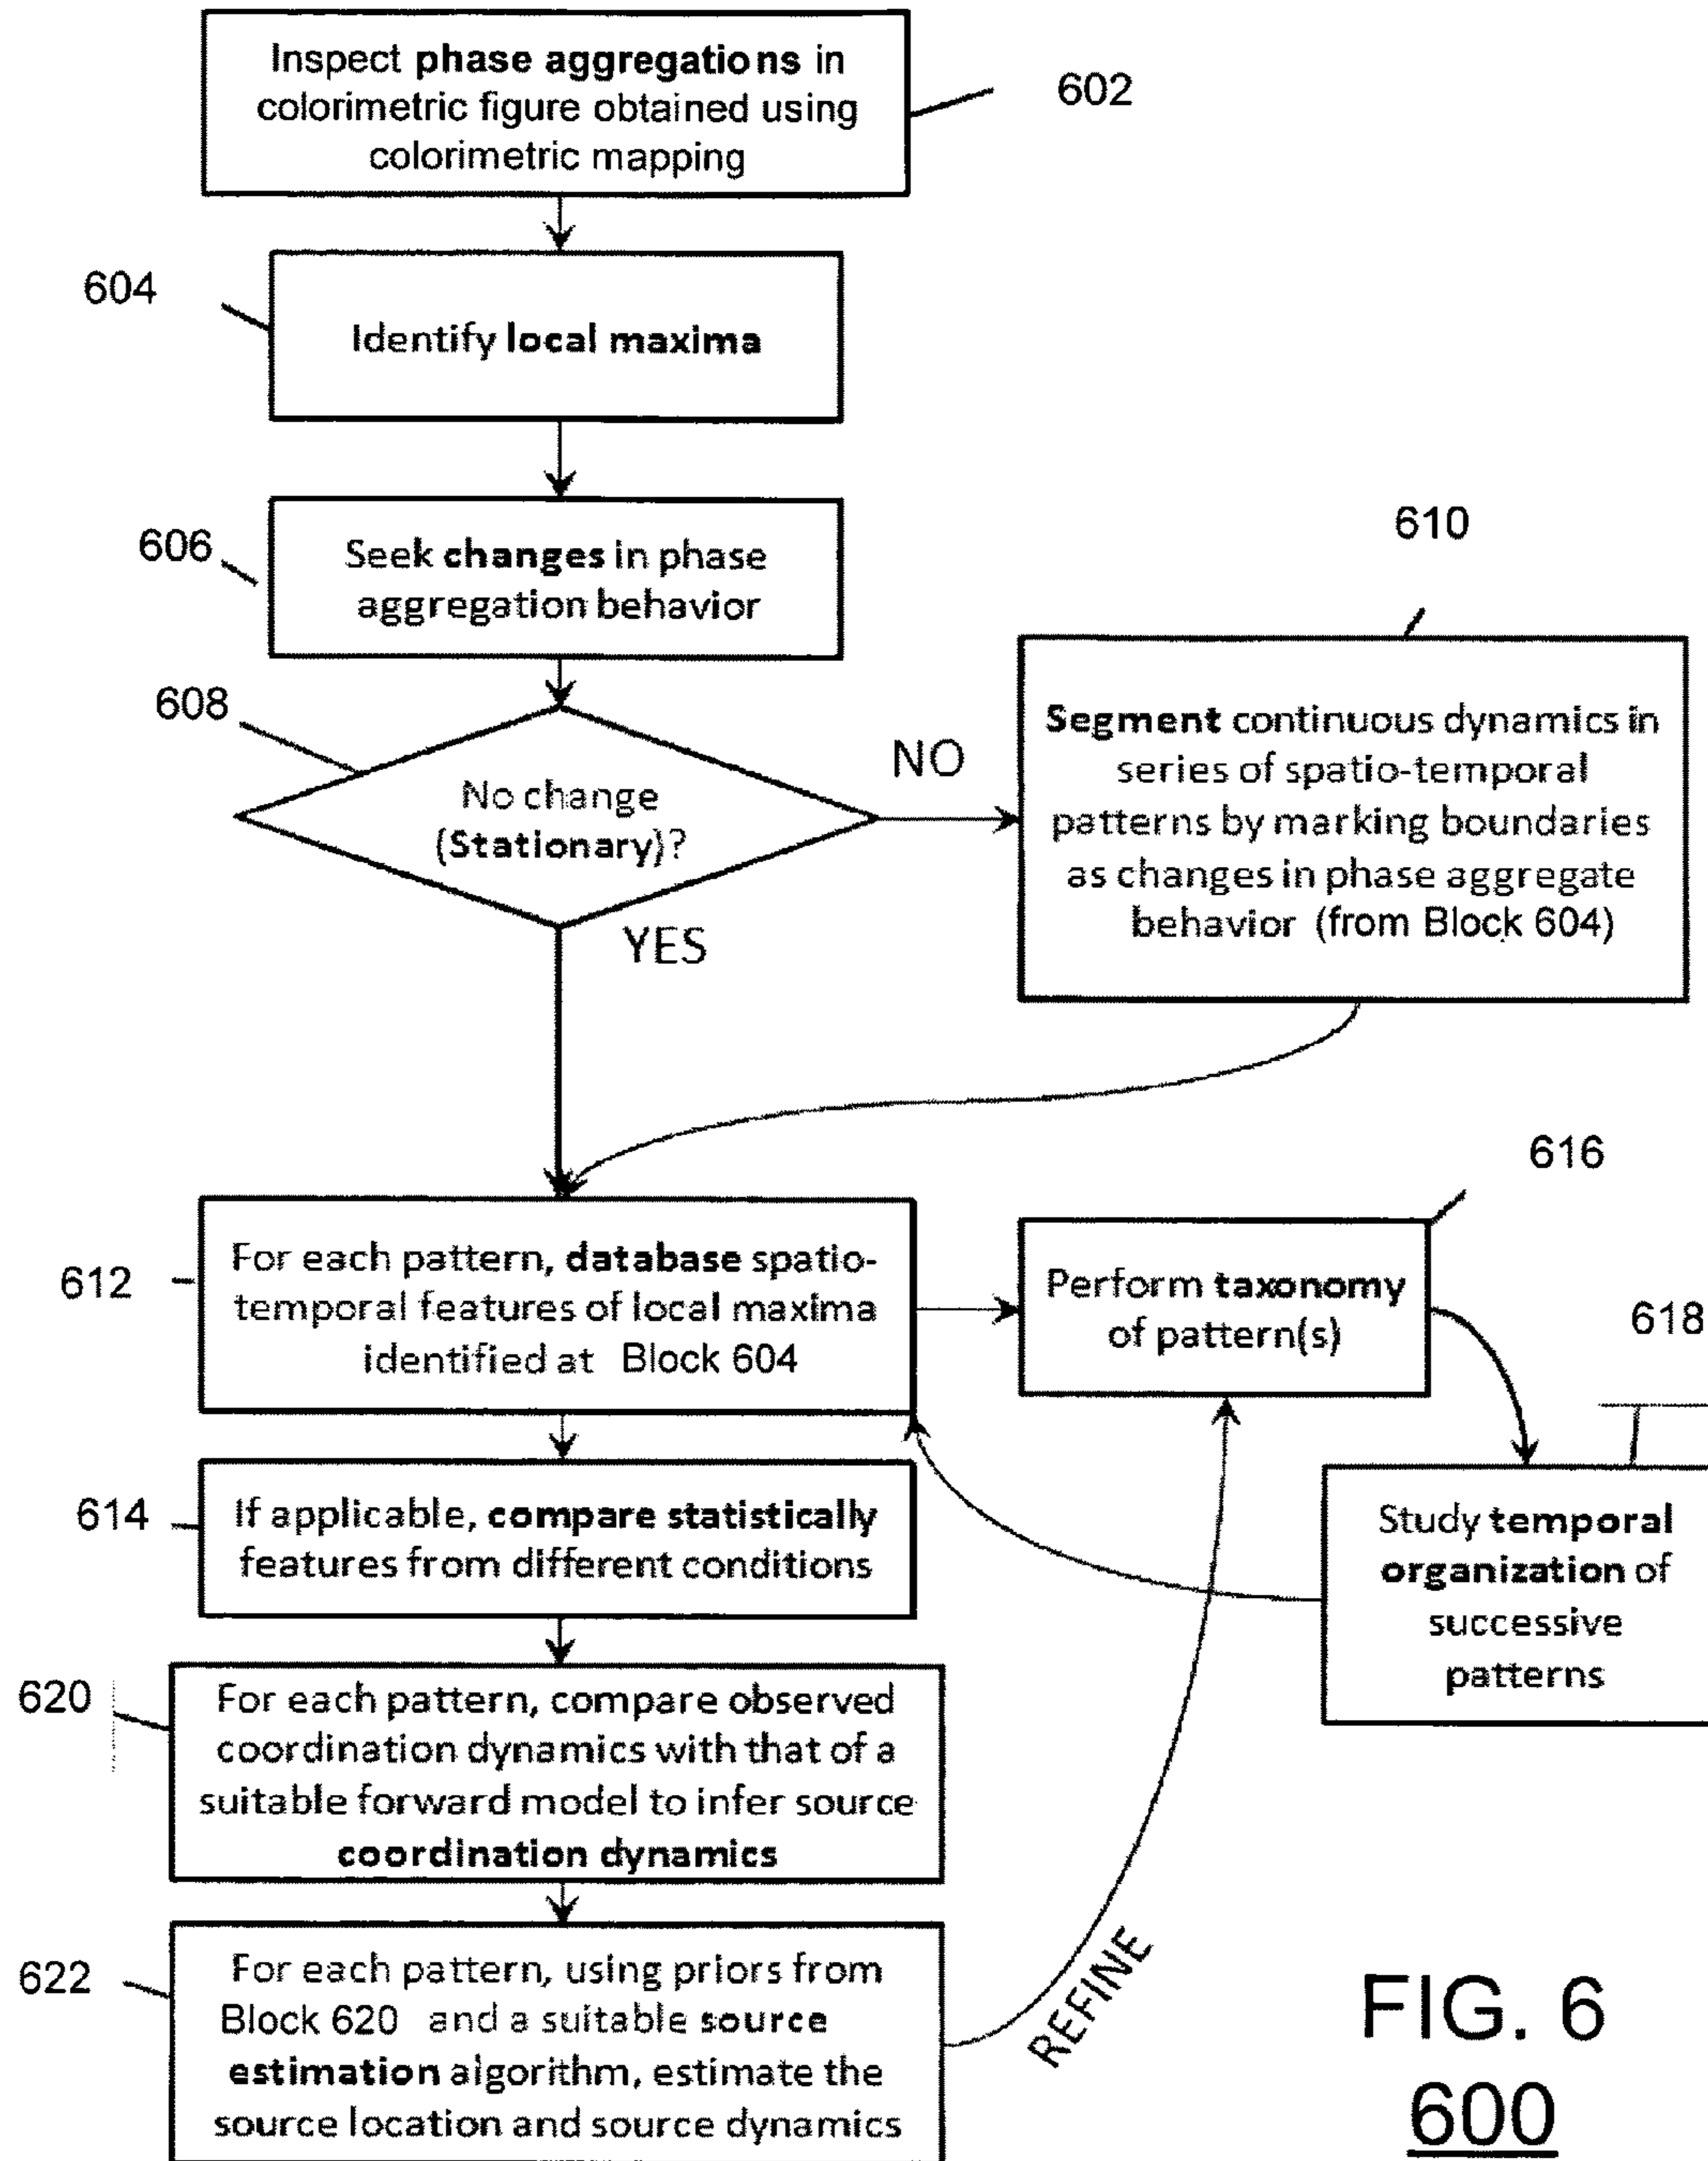 Inspect phase aggregations in
colorimetric figure obtained using
colorimetric mapping
602
604
Identify local maxima
606
Seek changes in phase
aggregation behavior
608
No change
(Stationary)?
NO
YES
610
Segment continuous dynamics in
series of spatio-temporal
patterns by marking boundaries
as changes in phase aggregate
behavior (from Block 604)
612
For each pattern, database spatio-
temporal features of local maxima
identified at Block 604
616
Perform taxonomy
of pattern(s)
618
Study temporal
organization of
successive
patterns
614
If applicable, compare statistically
features from different conditions
620
For each pattern, compare observed
coordination dynamics with that of a
suitable forward model to infer source
coordination dynamics
622
For each pattern, using priors from
Block 620 and a suitable source
estimation algorithm, estimate the
source location and source dynamics
REFINE
FIG. 6
600